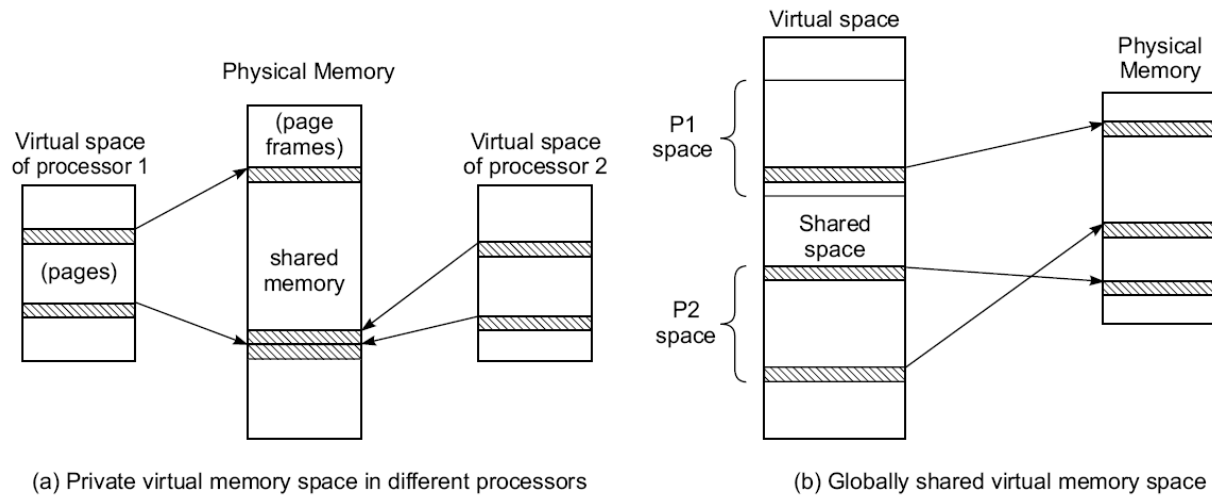 Physical Memory
Virtual space
of processor 1
(page
frames)
Virtual space
of processor 2
(pages)
shared
memory
(a) Private virtual memory space in different processors
Virtual space
Physical
Memory
P1
space
Shared
space
P2
space
(b) Globally shared virtual memory space